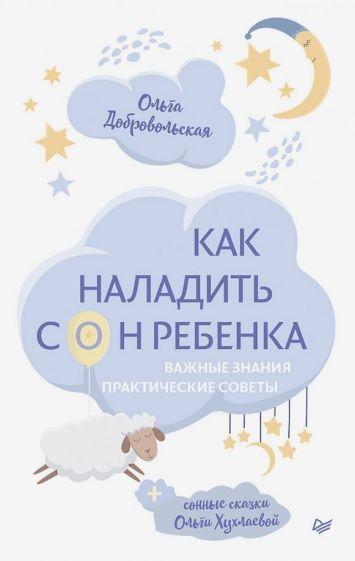 Ольга
Добровольская
КАК
НАЛАДИТЬ
СОН РЕБЕНКА
ВАЖНЫЕ ЗНАНИЯ
ПРАКТИЧЕСКИЕ СОВЕТЫ
+ сонные сказки
Ольги Хухлаевой